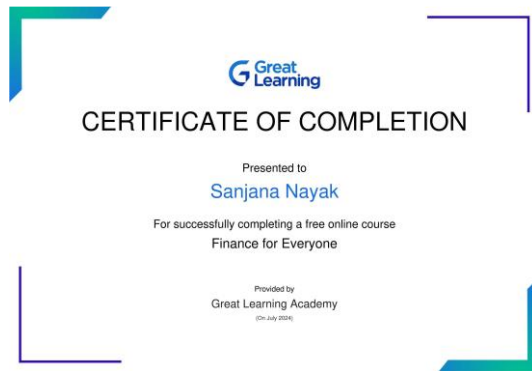 Great
Learning
CERTIFICATE OF COMPLETION
Presented to
Sanjana Nayak
For successfully completing a free online course
Finance for Everyone
Provided by
Great Learning Academy
(On July 2024)